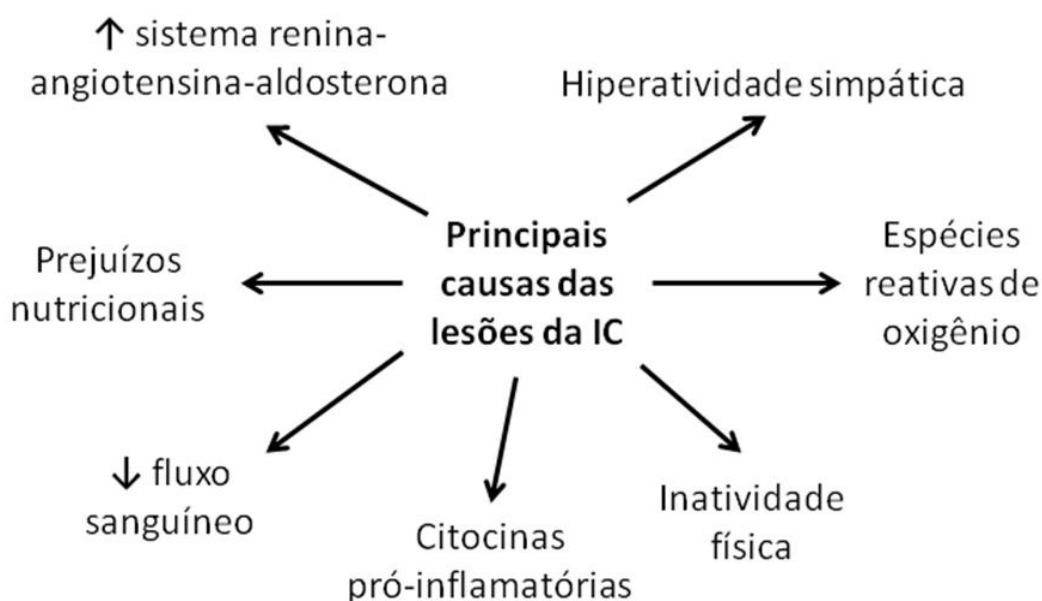 ↑ sistema renina-
angiotensina-aldosterona
Hiperatividade simpática
Principais
causas das
lesões da IC
Prejuízos
nutricionais
Espécies
reativas de
oxigênio
↓ fluxo
sanguíneo
Citocinas
pró-inflamatórias
Inatividade
física